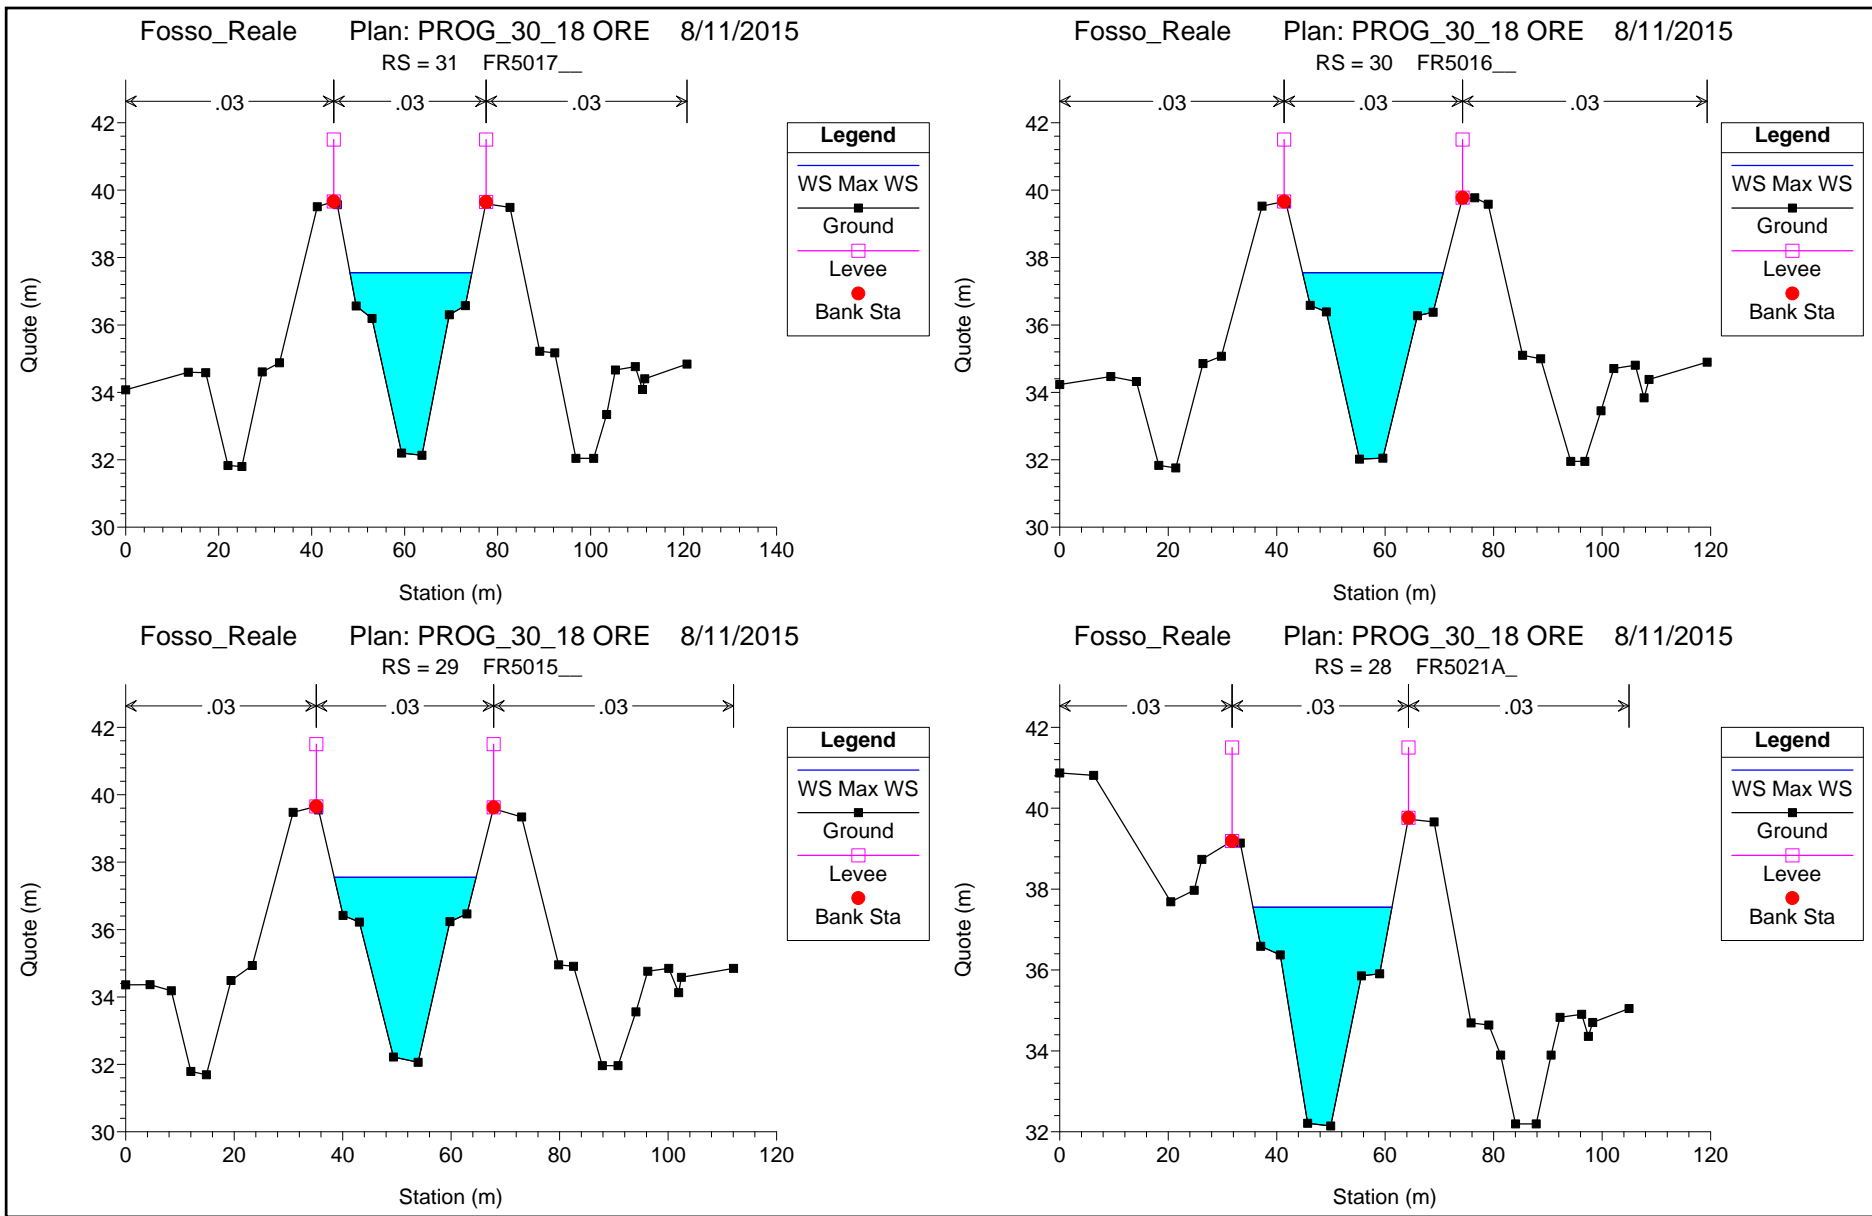 Fosso_Reale Plan: PROG_30_18 ORE 8/11/2015
RS = 31 FR5017__
.03 .03 .03
42
40
38
36
34
32
30
Quote (m)
0 20 40 60 80 100 120 140
Station (m)
Legend
WS Max WS
Ground
Levee
Bank Sta
Fosso_Reale Plan: PROG_30_18 ORE 8/11/2015
RS = 30 FR5016__
.03 .03 .03
42
40
38
36
34
32
30
Quote (m)
0 20 40 60 80 100 120
Station (m)
Legend
WS Max WS
Ground
Levee
Bank Sta
Fosso_Reale Plan: PROG_30_18 ORE 8/11/2015
RS = 29 FR5015__
.03 .03 .03
42
40
38
36
34
32
30
Quote (m)
0 20 40 60 80 100 120
Station (m)
Legend
WS Max WS
Ground
Levee
Bank Sta
Fosso_Reale Plan: PROG_30_18 ORE 8/11/2015
RS = 28 FR5021A_
.03 .03 .03
42
40
38
36
34
32
Quote (m)
0 20 40 60 80 100 120
Station (m)
Legend
WS Max WS
Ground
Levee
Bank Sta